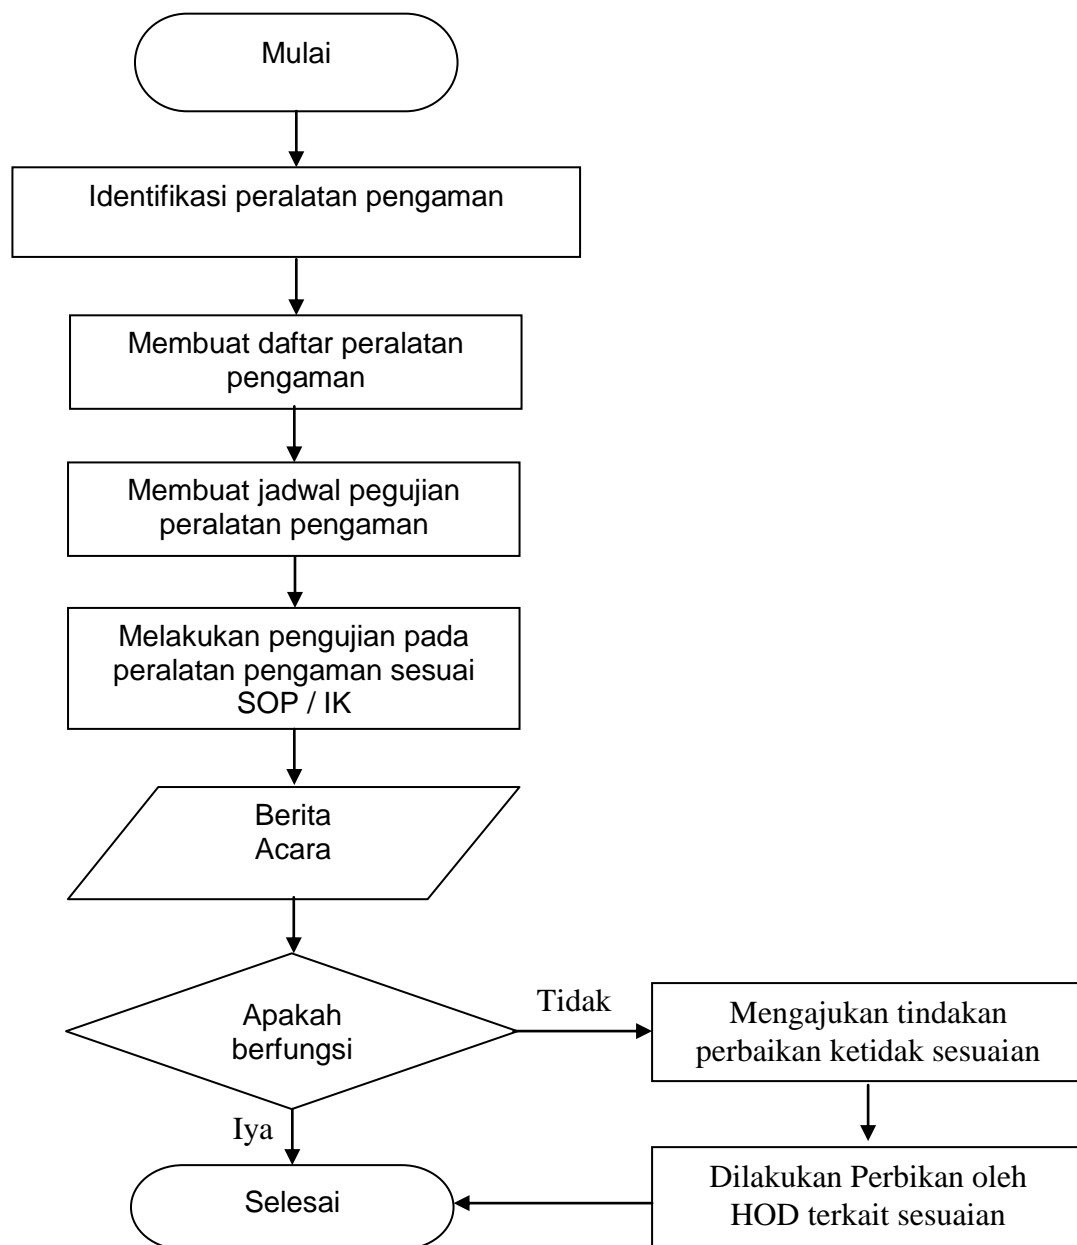 Mulai
Identifikasi peralatan pengaman
Membuat daftar peralatan
pengaman
Membuat jadwal pegujian
peralatan pengaman
Melakukan pengujian pada
peralatan pengaman sesuai
SOP / IK
Berita
Acara
Apakah
berfungsi
Tidak
Mengajukan tindakan
perbaikan ketidak sesuaian
Iya
Selesai
Dilakukan Perbikan oleh
HOD terkait sesuaian